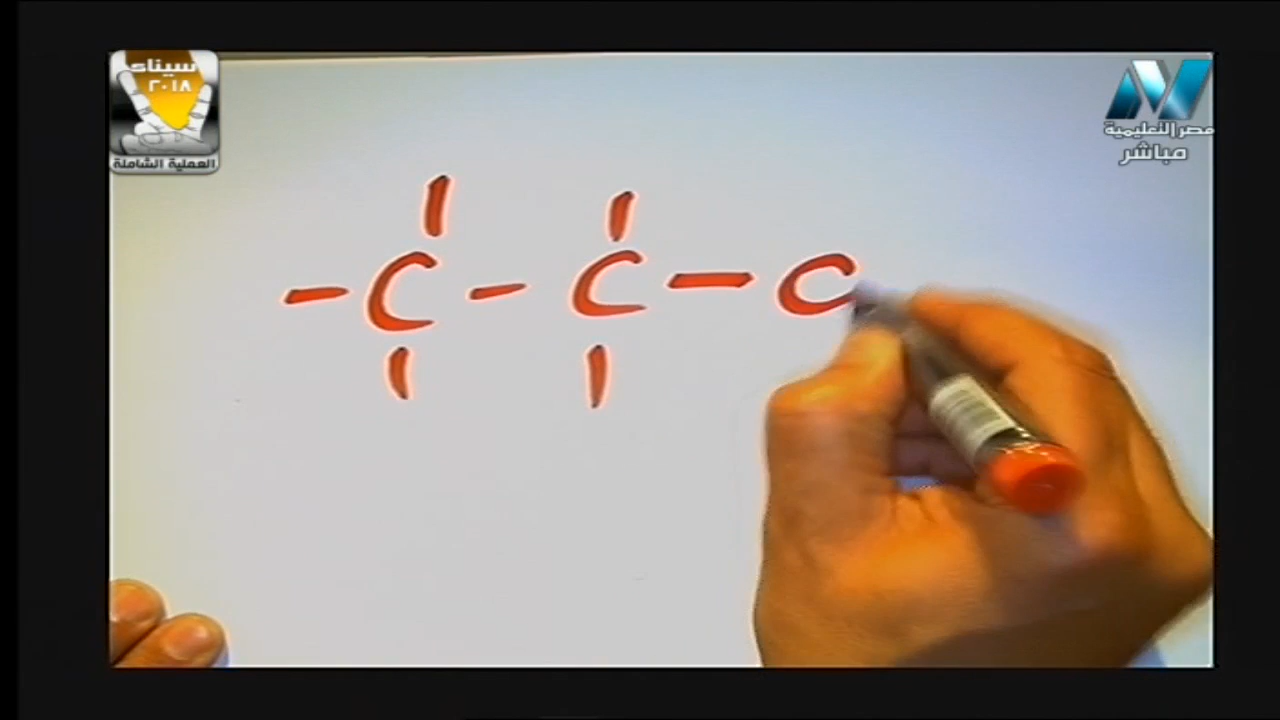 سيناء
٢٠١٨
العملية الشاملة
مصر التعليمية
مباشر
- C - C - C